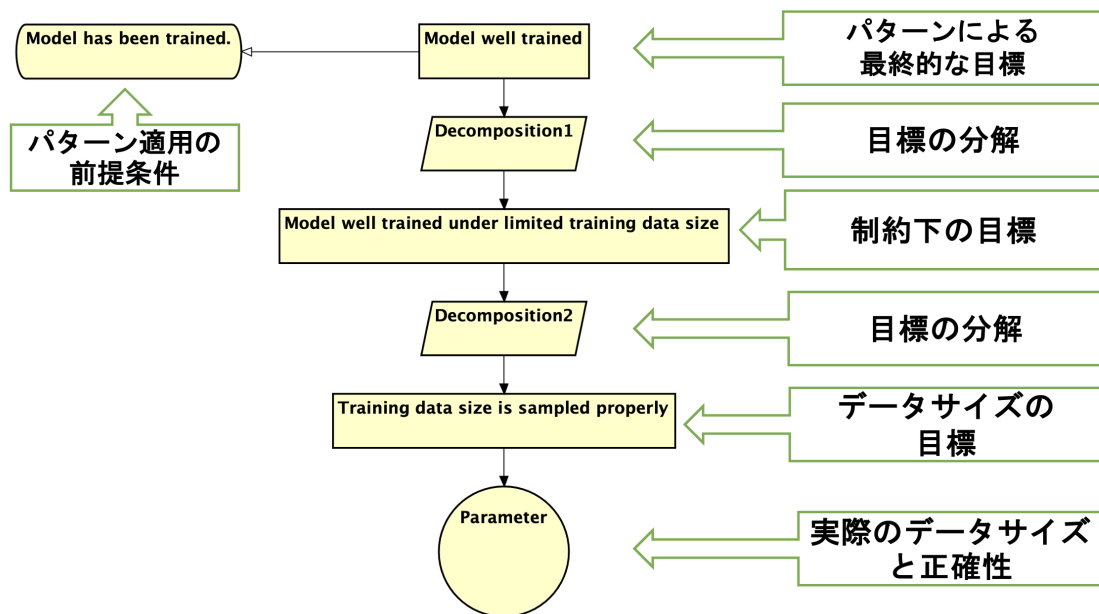 Model has been trained.
Model well trained
パターンによる
最終的な目標
パターン適用の
前提条件
Decomposition1
目標の分解
Model well trained under limited training data size
制約下の目標
Decomposition2
目標の分解
Training data size is sampled properly
データサイズの
目標
Parameter
実際のデータサイズ
と正確性